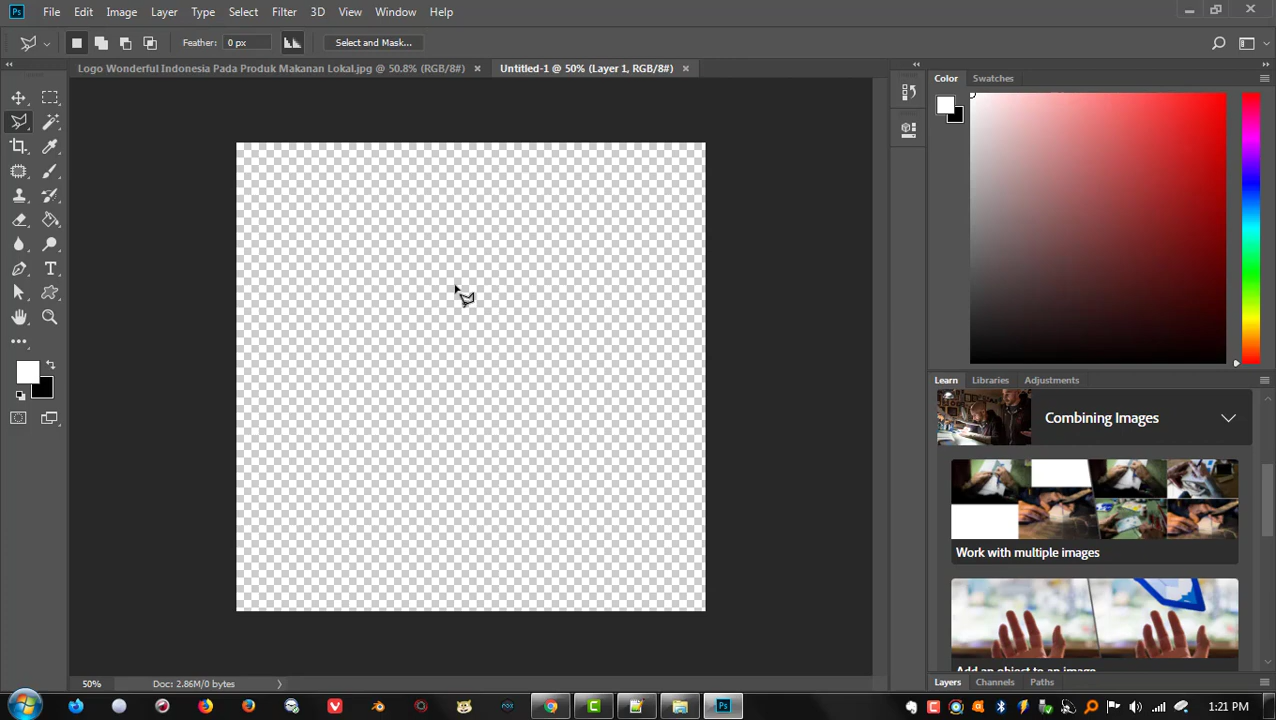 Ps File Edit Image Layer Type Select Filter 3D View Window Help
Feather: 0 px Select and Mask...
Logo Wonderful Indonesia Pada Produk Makanan Lokal.jpg @ 50.8% (RGB/8#) × Untitled-1 @ 50% (Layer 1, RGB/8#) ×
Color Swatches
Learn Libraries Adjustments
Combining Images
Work with multiple images
Add an object to an image
Layers Channels Paths
50% Doc: 2.86M/0 bytes
Ps 1:21 PM